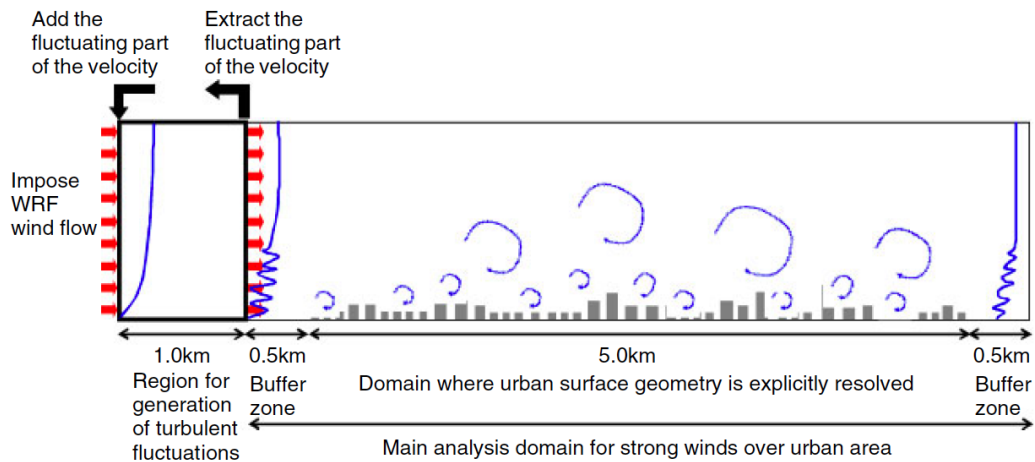 Add the
fluctuating part
of the velocity
Extract the
fluctuating part
of the velocity
Impose
WRF
wind flow
1.0km
Region for
generation
of turbulent
fluctuations
0.5km
Buffer
zone
5.0km
Domain where urban surface geometry is explicitly resolved
0.5km
Buffer
zone
Main analysis domain for strong winds over urban area